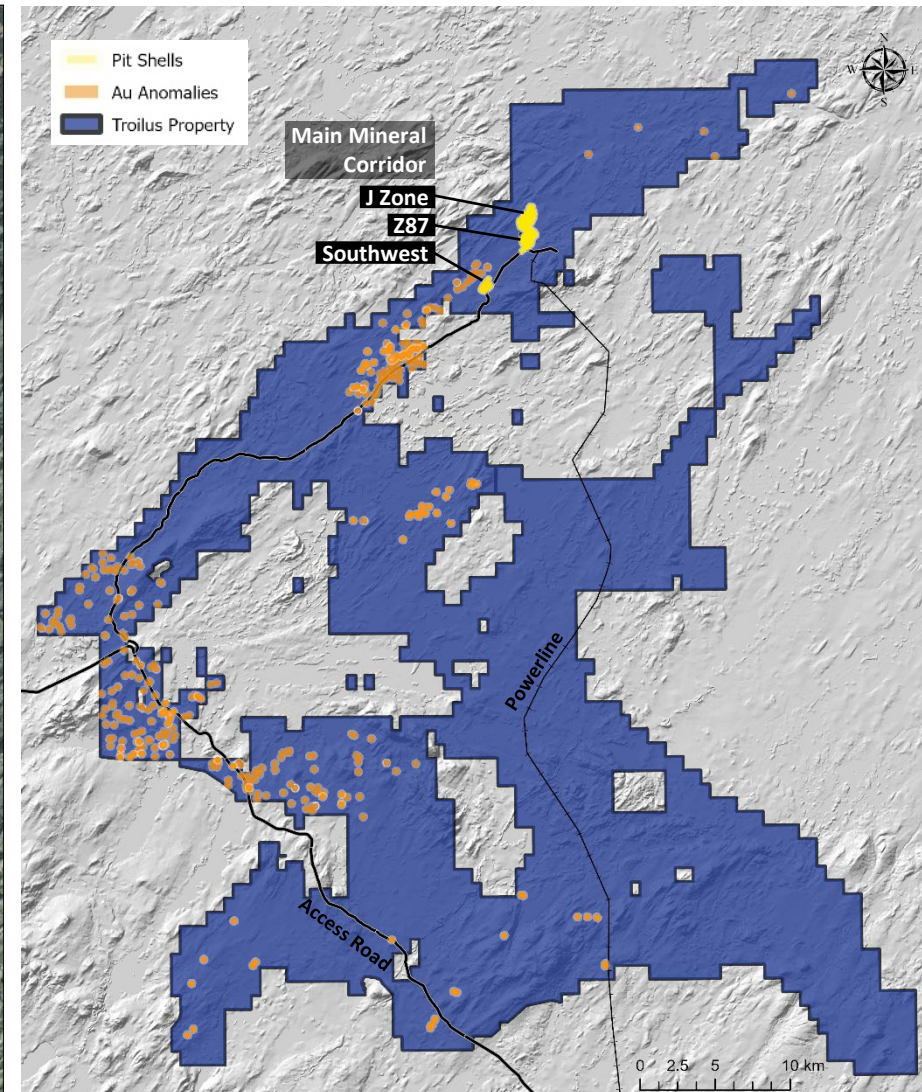 Pit Shells
Au Anomalies
Troilus Property
N
W E
S
Main Mineral
Corridor
J Zone
Z87
Southwest
Powerline
Access Road
0 2.5 5 10 km